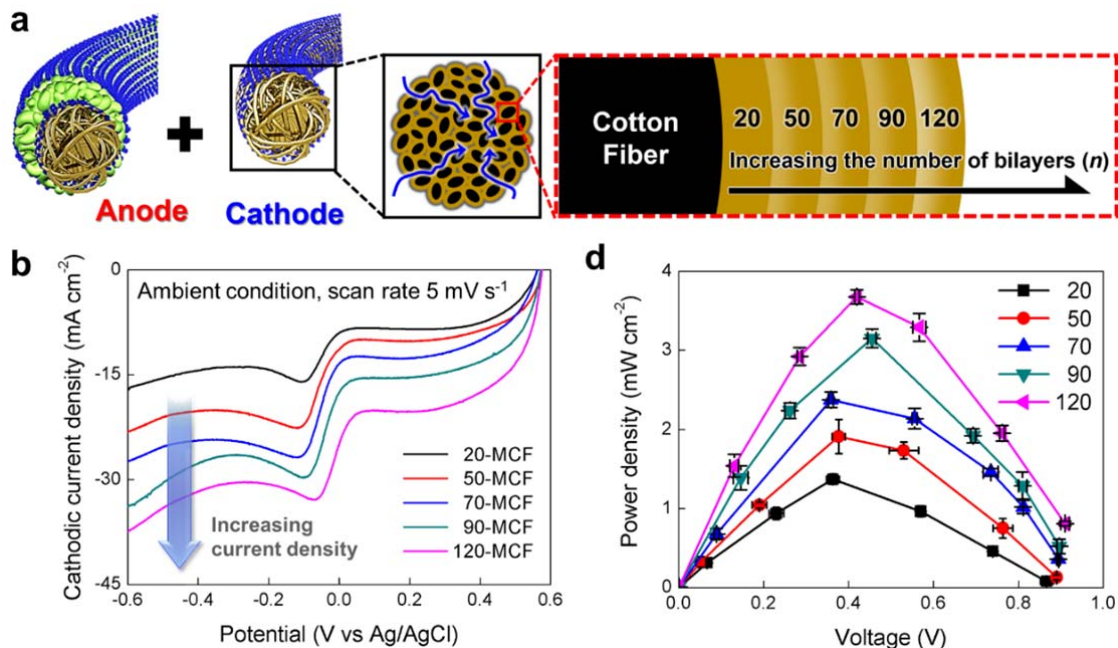 a
Anode
+
Cathode
Cotton
Fiber
20 50 70 90 120
Increasing the number of bilayers (n)
b
Ambient condition, scan rate 5 mV s⁻¹
Cathodic current density (mA cm⁻²)
0
-15
-30
-45
20-MCF
50-MCF
70-MCF
90-MCF
120-MCF
Increasing
current density
-0.6 -0.4 -0.2 0.0 0.2 0.4 0.6
Potential (V vs Ag/AgCl)
d
Power density (mW cm⁻²)
4
3
2
1
0
20
50
70
90
120
0.0 0.2 0.4 0.6 0.8 1.0
Voltage (V)